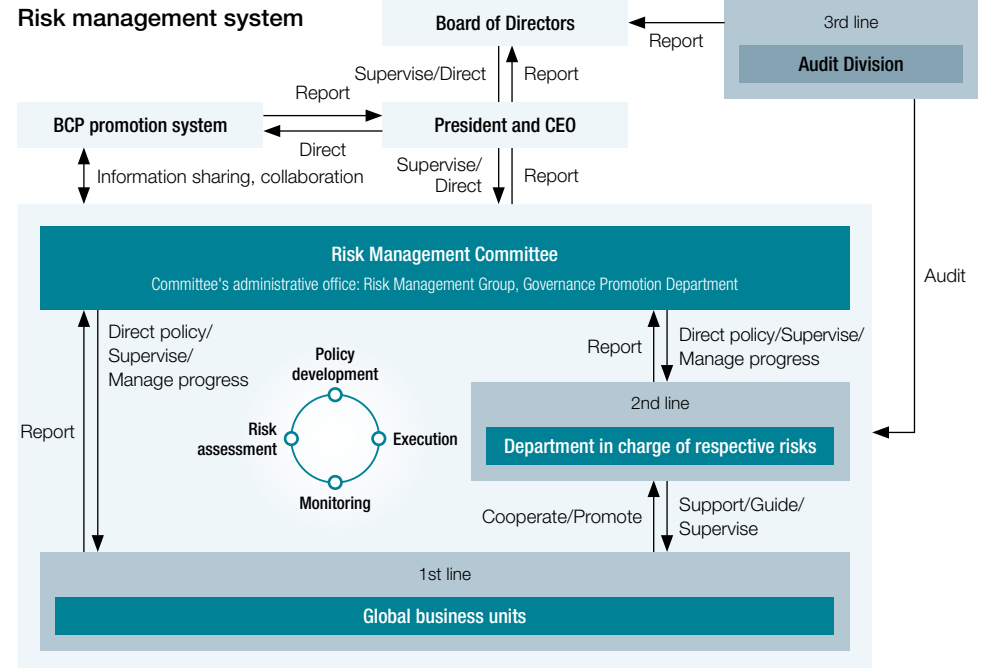 Risk management system
Board of Directors
3rd line
Audit Division
Report
Supervise/Direct
Report
Report
BCP promotion system
President and CEO
Direct
Information sharing, collaboration
Supervise/
Direct
Report
Audit
Risk Management Committee
Committee's administrative office: Risk Management Group, Governance Promotion Department
Direct policy/
Supervise/
Manage progress
Report
Direct policy/Supervise/
Manage progress
Policy
development
Risk
assessment
Execution
Monitoring
Report
2nd line
Department in charge of respective risks
Cooperate/Promote
Support/Guide/
Supervise
1st line
Global business units